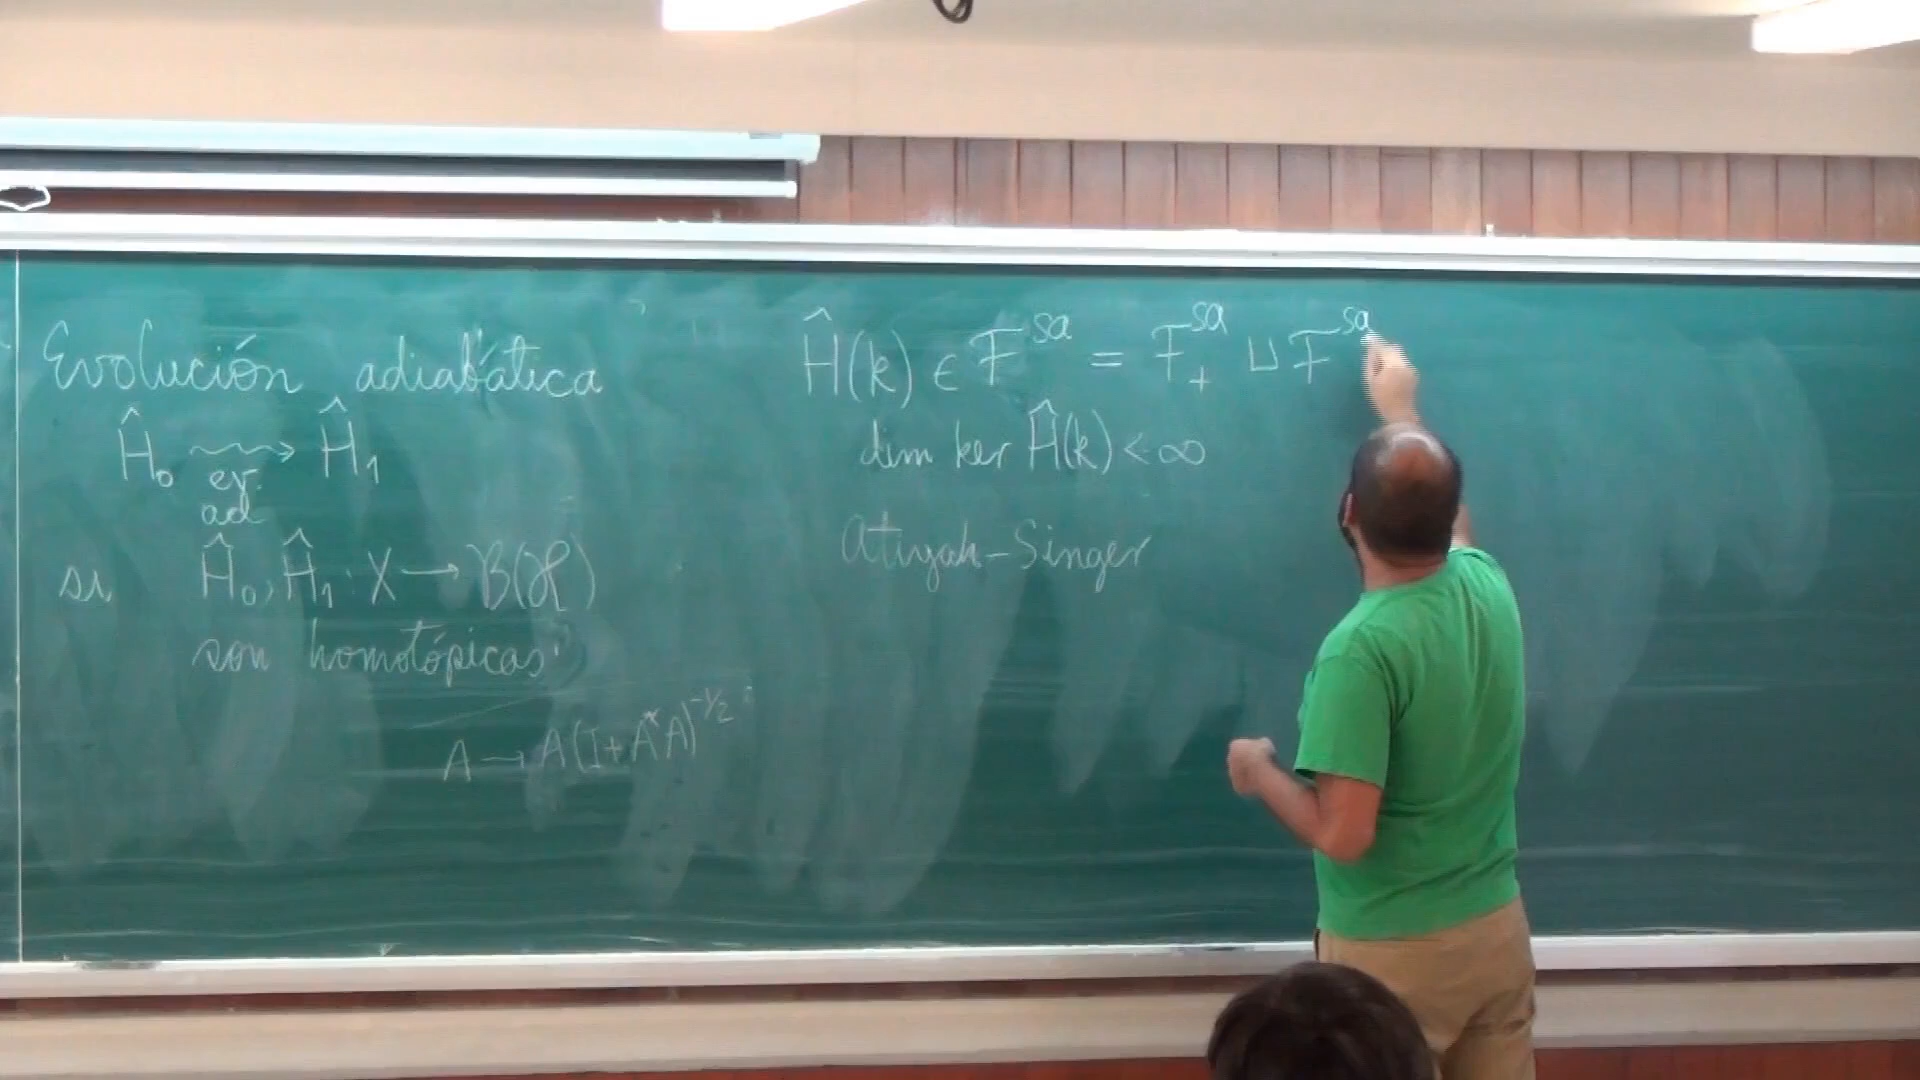 Evolución adiabática
Ĥ₀ ⇝ Ĥ₁
ev.
ad
si Ĥ₀, Ĥ₁ : X → B(ℋ)
son homotópicas
A → A(I+A*A)^{-1/2}
Ĥ(k) ∈ F^{sa} = F₊^{sa} ⊔ F^{sa}
dim ker Ĥ(k) < ∞
Atiyah-Singer